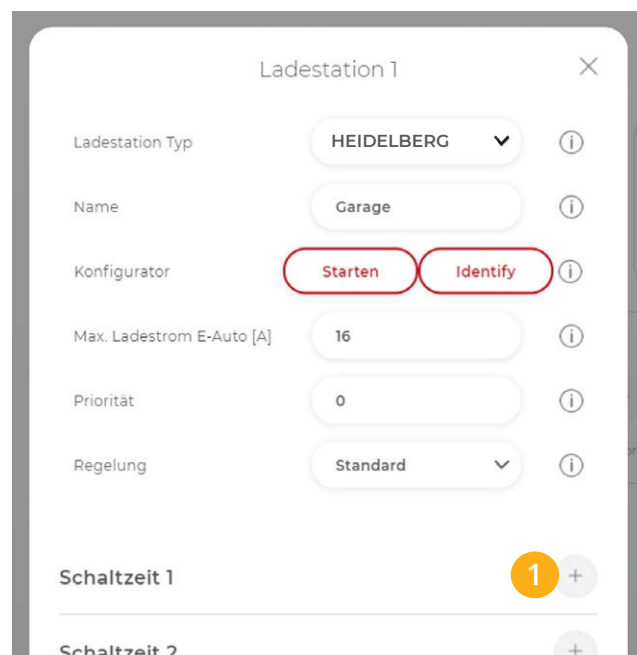 Ladestation 1
Ladestation Typ HEIDELBERG
Name Garage
Konfigurator Starten Identify
Max. Ladestrom E-Auto [A] 16
Priorität 0
Regelung Standard
Schaltzeit 1 1 +
Schaltzeit 2 +